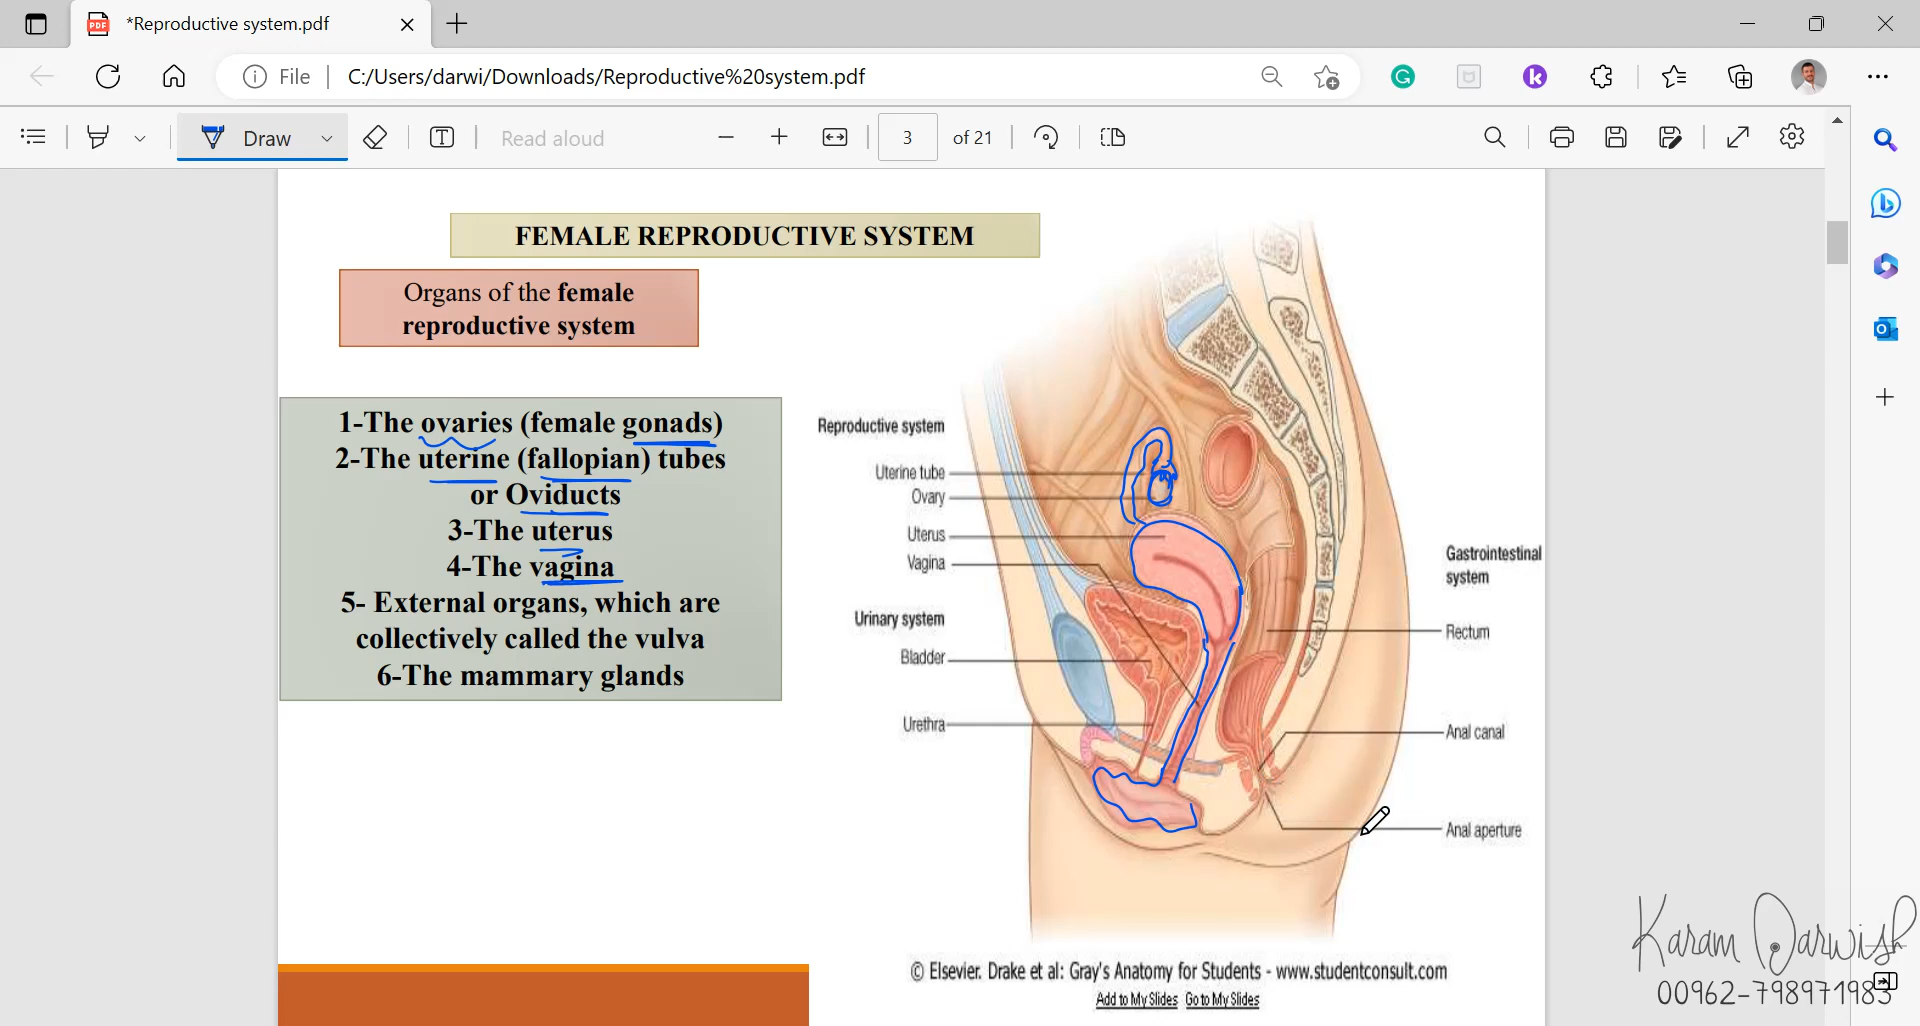 *Reproductive system.pdf
File
C:/Users/darwi/Downloads/Reproductive%20system.pdf
Draw
Read aloud
3
of 21
FEMALE REPRODUCTIVE SYSTEM
Organs of the female
reproductive system
1-The ovaries (female gonads)
2-The uterine (fallopian) tubes
or Oviducts
3-The uterus
4-The vagina
5- External organs, which are
collectively called the vulva
6-The mammary glands
Reproductive system
Uterine tube
Ovary
Uterus
Vagina
Urinary system
Bladder
Urethra
Gastrointestinal
system
Rectum
Anal canal
Anal aperture
© Elsevier. Drake et al: Gray's Anatomy for Students - www.studentconsult.com
Add to My Slides Go to My Slides
Karam Darwish
00962-798971983